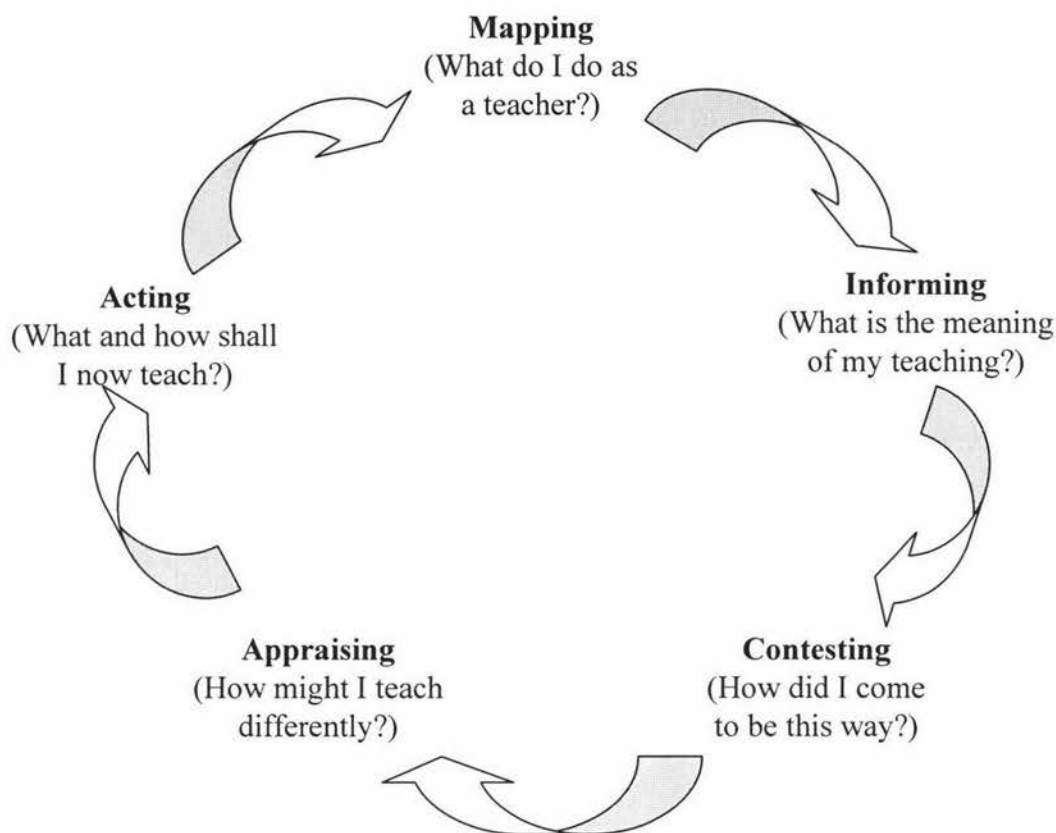 Mapping
(What do I do as
a teacher?)
Informing
(What is the meaning
of my teaching?)
Contesting
(How did I come
to be this way?)
Appraising
(How might I teach
differently?)
Acting
(What and how shall
I now teach?)